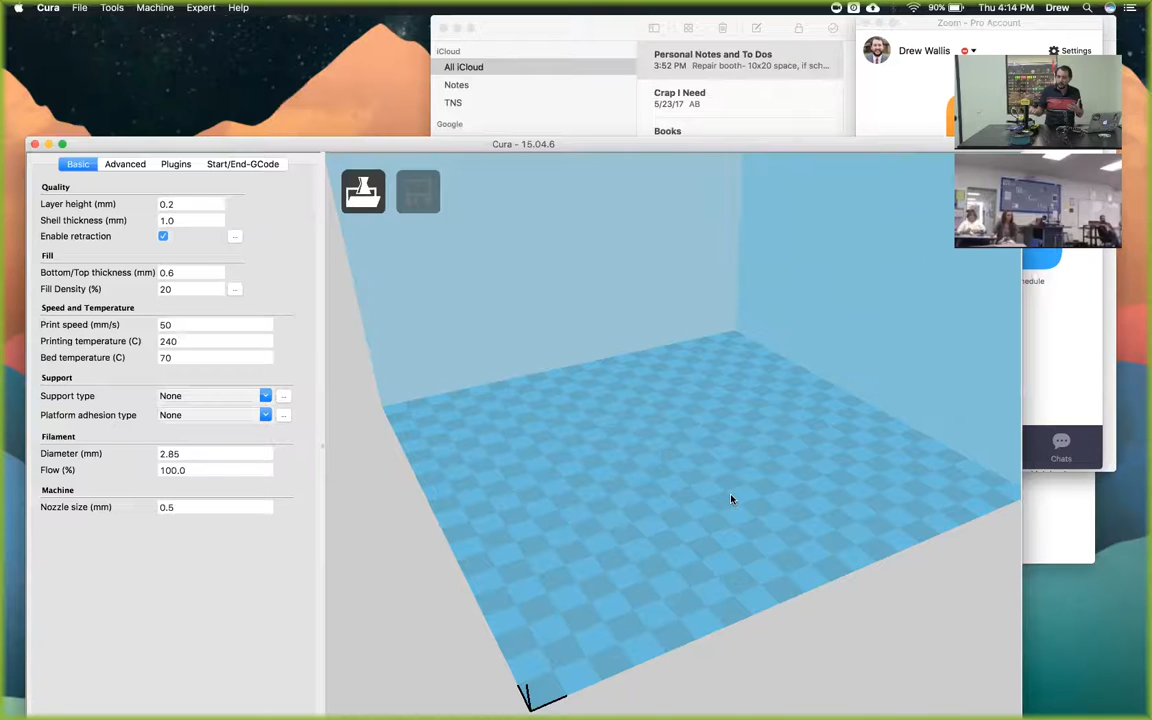 Cura File Tools Machine Expert Help 90% Thu 4:14 PM Drew
Zoom - Pro Account
Drew Wallis Settings
iCloud
All iCloud
Notes
TNS
Google
Personal Notes and To Dos
3:52 PM Repair booth- 10x20 space, if sch...
Crap I Need
5/23/17 AB
Books
Cura - 15.04.6
Basic Advanced Plugins Start/End-GCode
Quality
Layer height (mm) 0.2
Shell thickness (mm) 1.0
Enable retraction ...
Fill
Bottom/Top thickness (mm) 0.6
Fill Density (%) 20 ...
Speed and Temperature
Print speed (mm/s) 50
Printing temperature (C) 240
Bed temperature (C) 70
Support
Support type None ...
Platform adhesion type None ...
Filament
Diameter (mm) 2.85
Flow (%) 100.0
Machine
Nozzle size (mm) 0.5
hedule
Chats